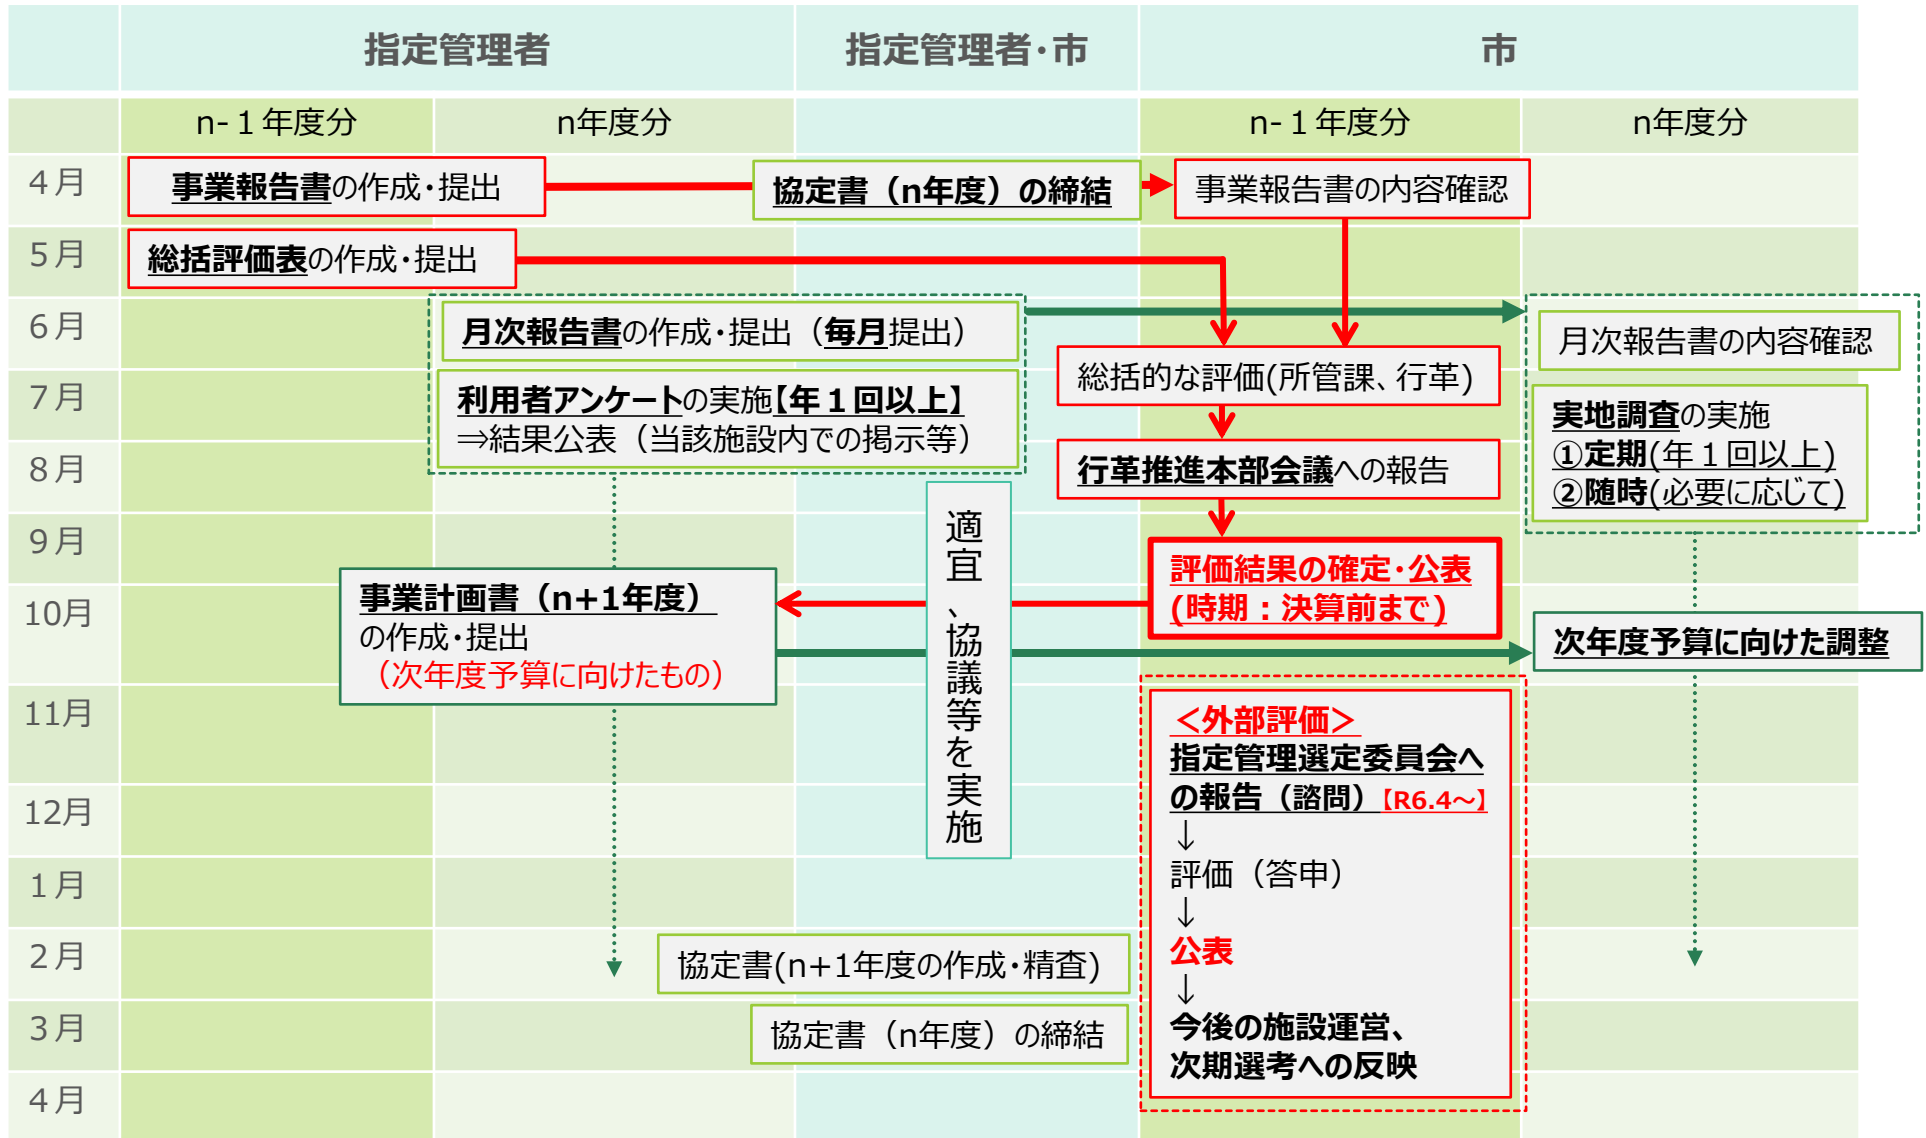 指定管理者
指定管理者・市
市
n-１年度分
n年度分
n-１年度分
n年度分
４月
事業報告書の作成・提出
協定書（n年度）の締結
事業報告書の内容確認
５月
総括評価表の作成・提出
６月
月次報告書の作成・提出（毎月提出）
月次報告書の内容確認
総括的な評価(所管課、行革)
７月
利用者アンケートの実施【年１回以上】
⇒結果公表（当該施設内での掲示等）
実地調査の実施
①定期(年１回以上)
②随時(必要に応じて)
８月
行革推進本部会議への報告
適宜、協議等を実施
９月
評価結果の確定・公表
(時期：決算前まで)
10月
事業計画書（n+1年度）
の作成・提出
（次年度予算に向けたもの）
次年度予算に向けた調整
11月
＜外部評価＞
指定管理選定委員会へ
の報告（諮問）【R6.4～】
↓
評価（答申）
↓
公表
↓
今後の施設運営、
次期選考への反映
12月
１月
２月
協定書(n+1年度の作成・精査)
３月
協定書（n年度）の締結
４月